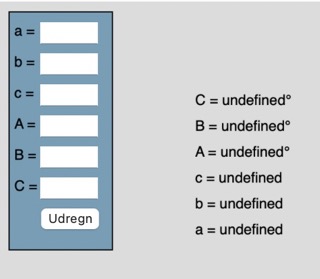 a =
b =
c =
A =
B =
C =
Udregn
C = undefined°
B = undefined°
A = undefined°
c = undefined
b = undefined
a = undefined